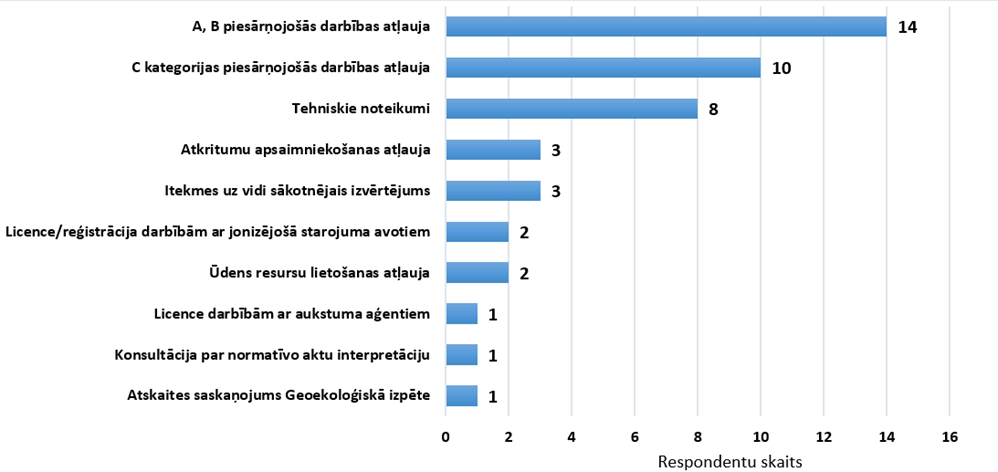 A, B piesārņojošās darbības atļauja 14
C kategorijas piesārņojošās darbības atļauja 10
Tehniskie noteikumi 8
Atkritumu apsaimniekošanas atļauja 3
Itekmes uz vidi sākotnējais izvērtējums 3
Licence/reģistrācija darbībām ar jonizējošā starojuma avotiem 2
Ūdens resursu lietošanas atļauja 2
Licence darbībām ar aukstuma aģentiem 1
Konsultācija par normatīvo aktu interpretāciju 1
Atskaites saskaņojums Geoekoloģiskā izpēte 1
0 2 4 6 8 10 12 14 16
Respondentu skaits